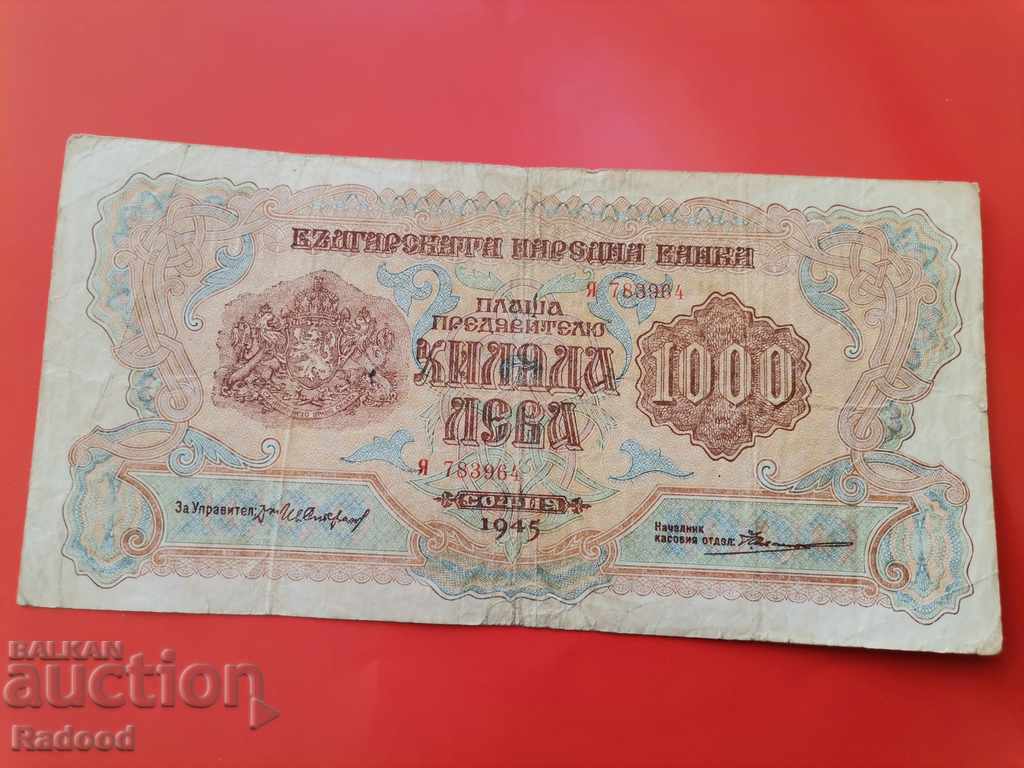 БЪЛГАРСКАТА НАРОДНА БАНКА
Я 783964
ПЛАЩА
ПРЕДЯВИТЕЛЮ
ХИЛЯДА
ЛЕВА
1000
Я 783964
СОФИЯ
1945
За Управител:
Началник
касовия отдел:
BALKAN
auction
Radood